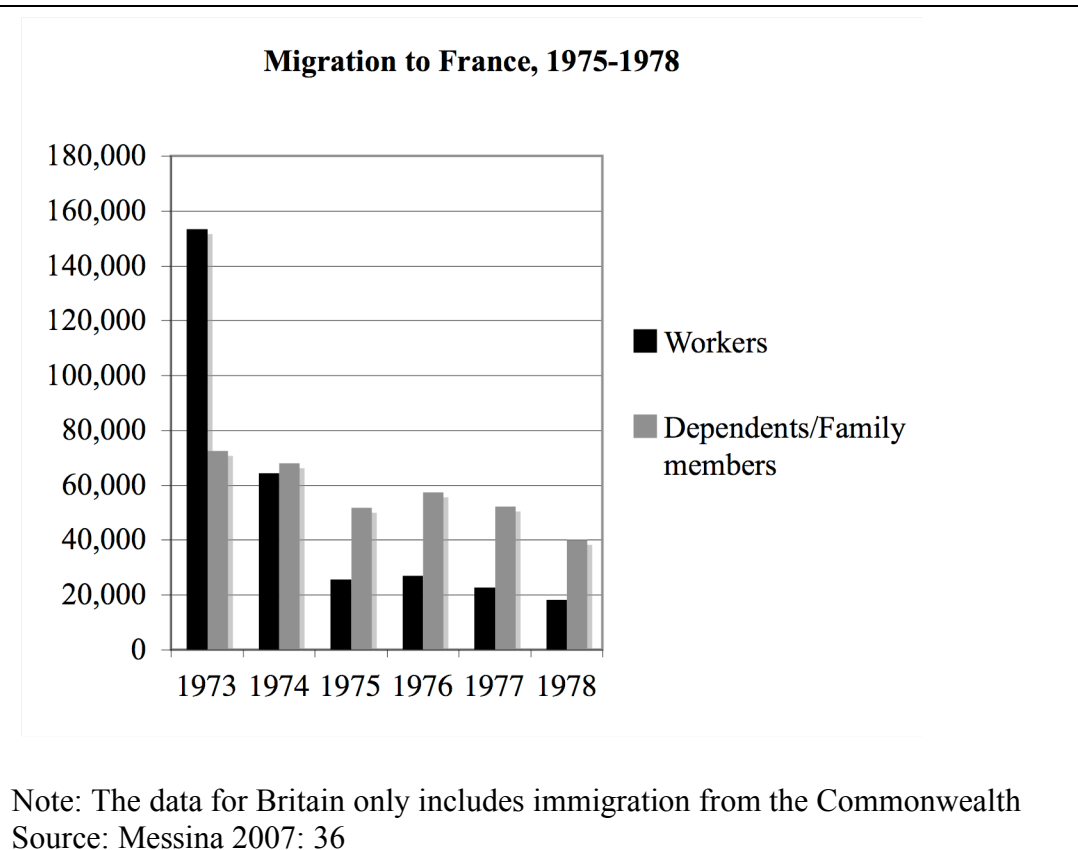 Migration to France, 1975-1978
180,000
160,000
140,000
120,000
100,000
80,000
60,000
40,000
20,000
0
1973 1974 1975 1976 1977 1978
Workers
Dependents/Family
members
Note: The data for Britain only includes immigration from the Commonwealth
Source: Messina 2007: 36